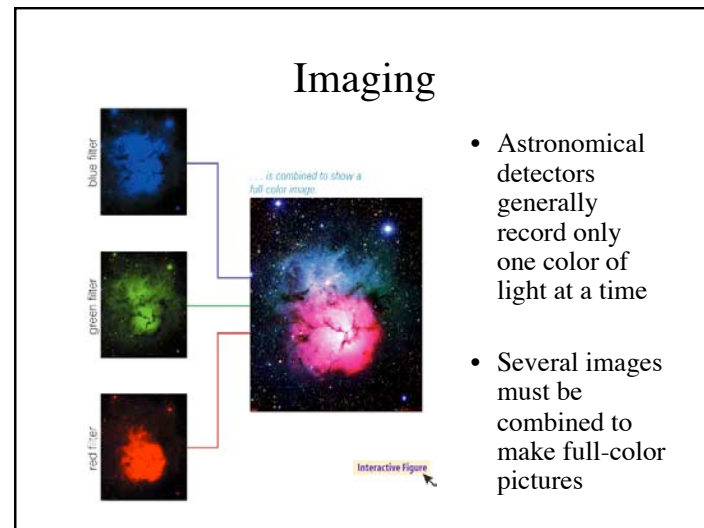 Imaging
blue filter
green filter
red filter
. . . is combined to show a
full-color image.
Interactive Figure
• Astronomical
detectors
generally
record only
one color of
light at a time
• Several images
must be
combined to
make full-color
pictures